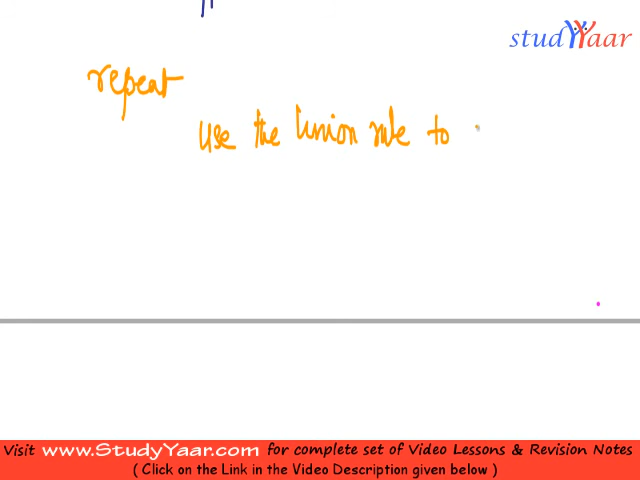 studYYaar
repeat
Use the Union rule to
Visit www.StudyYaar.com for complete set of Video Lessons & Revision Notes
( Click on the Link in the Video Description given below )